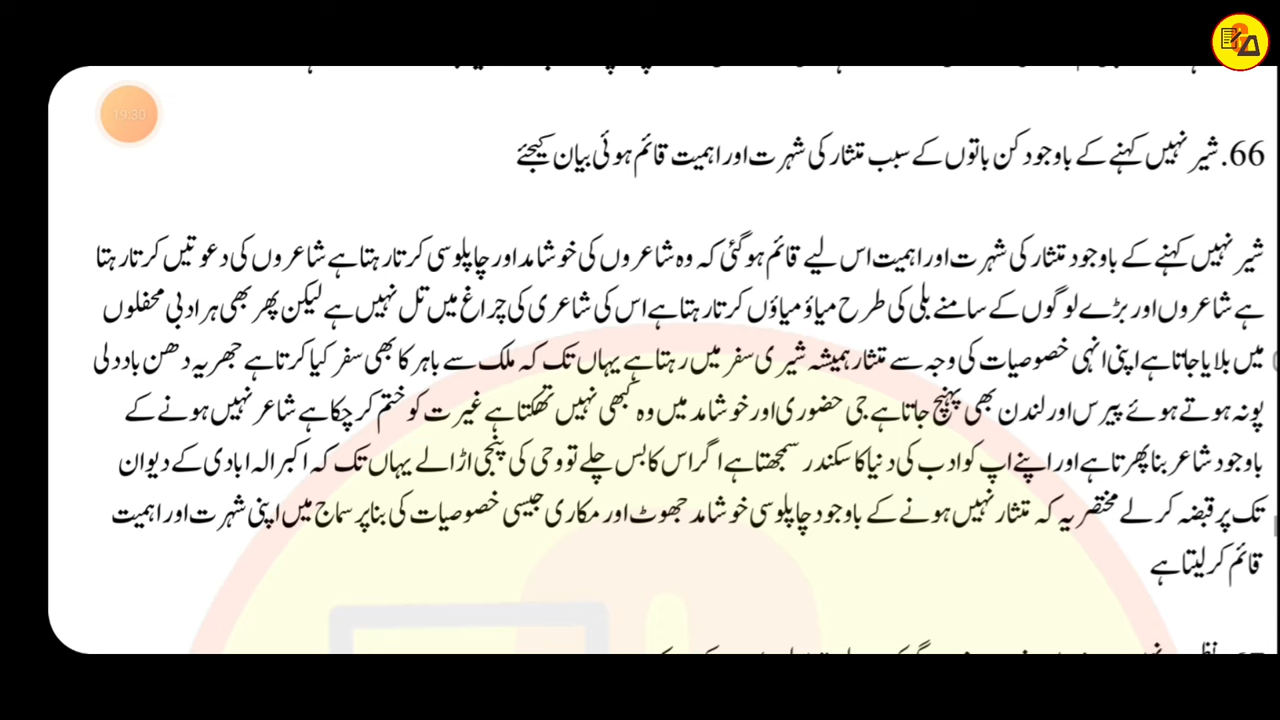 19:30
66. شیر نہیں کہنے کے باوجود کن باتوں کے سبب متشار کی شہرت اور اہمیت قائم ہوئی بیان کیجئے
شیر نہیں کہنے کے باوجود متشار کی شہرت اور اہمیت اس لیے قائم ہو گئی کہ وہ شاعروں کی خوشامد اور چاپلوسی کرتا رہتا ہے شاعروں کی دعوتیں کرتا رہتا
ہے شاعروں اور بڑے لوگوں کے سامنے بلی کی طرح میاؤ میاؤں کرتا رہتا ہے اس کی شاعری کی چراغ میں تل نہیں ہے لیکن پھر بھی ہر ادبی محفلوں
میں بلایا جاتا ہے اپنی انہی خصوصیات کی وجہ سے متشار ہمیشہ شیری سفر میں رہتا ہے یہاں تک کہ ملک سے باہر کا بھی سفر کیا کرتا ہے جھریہ دھن باد دلی
پونہ ہوتے ہوئے پیرس اور لندن بھی پہنچ جاتا ہے جی حضوری اور خوشامد میں وہ کبھی نہیں تھکتا ہے غیرت کو ختم کر چکا ہے شاعر نہیں ہونے کے
باوجود شاعر بنا پھرتا ہے اور اپنے اپ کو ادب کی دنیا کا سکندر سمجھتا ہے اگر اس کا بس چلے تو وحی کی پنجی اڑا لے یہاں تک کہ اکبر الہ ابادی کے دیوان
تک پر قبضہ کر لے مختصر یہ کہ متشار نہیں ہونے کے باوجود چاپلوسی خوشامد جھوٹ اور مکاری جیسی خصوصیات کی بنا پر سماج میں اپنی شہرت اور اہمیت
قائم کر لیتا ہے